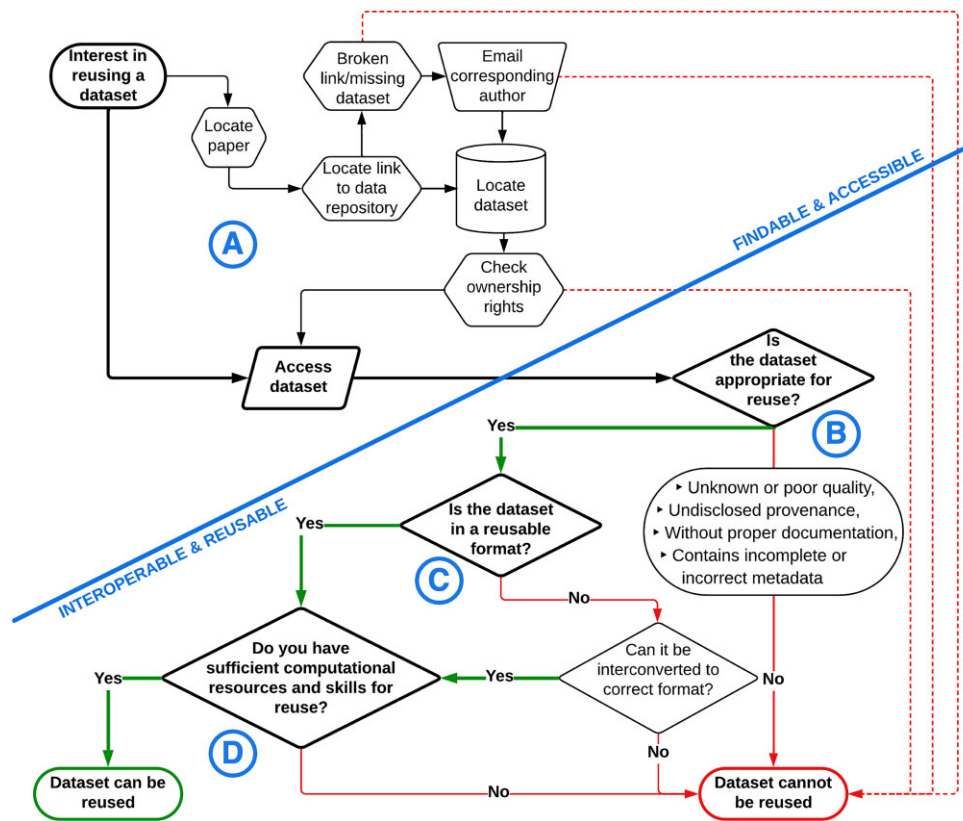 Interest in
reusing a
dataset
Broken
link/missing
dataset
Email
corresponding
author
Locate
paper
Locate link
to data
repository
Locate
dataset
A
FINDABLE & ACCESSIBLE
Check
ownership
rights
Access
dataset
Is
the dataset
appropriate for
reuse?
B
Yes
‣ Unknown or poor quality,
‣ Undisclosed provenance,
‣ Without proper documentation,
‣ Contains incomplete or
incorrect metadata
Is the dataset
in a reusable
format?
Yes
INTEROPERABLE & REUSABLE
C
No
Do you have
sufficient computational
resources and skills for
reuse?
Can it be
interconverted to
correct format?
Yes
Yes
No
D
No
Dataset can be
reused
No
Dataset cannot
be reused